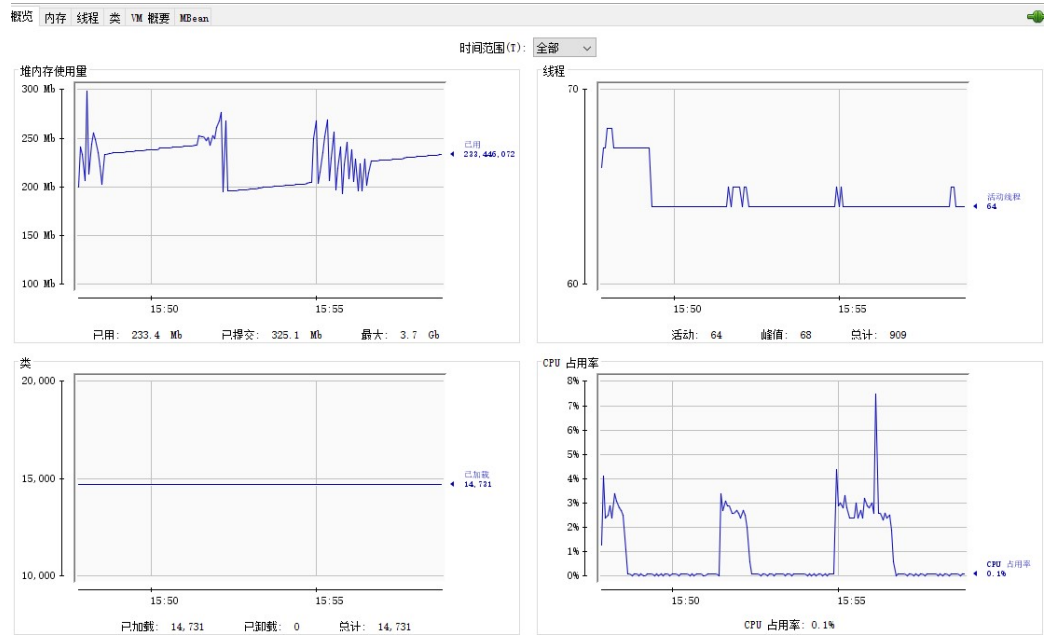 概览 内存 线程 类 VM 概要 MBean
时间范围(T): 全部
堆内存使用量
300 Mb
250 Mb
200 Mb
150 Mb
100 Mb
已用
233,446,072
15:50 15:55
已用: 233.4 Mb 已提交: 325.1 Mb 最大: 3.7 Gb
线程
70
60
活动线程
64
15:50 15:55
活动: 64 峰值: 68 总计: 909
类
20,000
15,000
10,000
已加载
14,731
15:50 15:55
已加载: 14,731 已卸载: 0 总计: 14,731
CPU 占用率
8%
7%
6%
5%
4%
3%
2%
1%
0%
CPU 占用率
0.1%
15:50 15:55
CPU 占用率: 0.1%